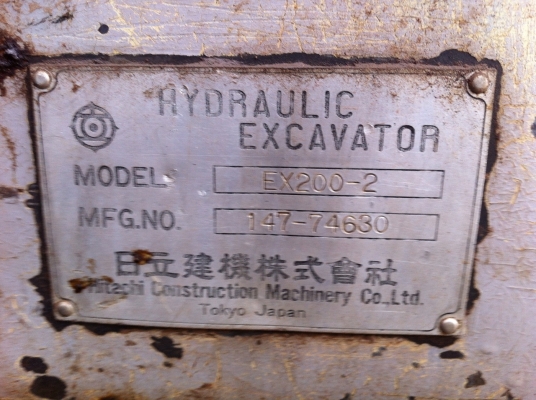 HYDRAULIC
EXCAVATOR
MODEL EX200-2
MFG.NO. 147-74630
日立建機株式會社
Hitachi Construction Machinery Co.,Ltd.
Tokyo Japan